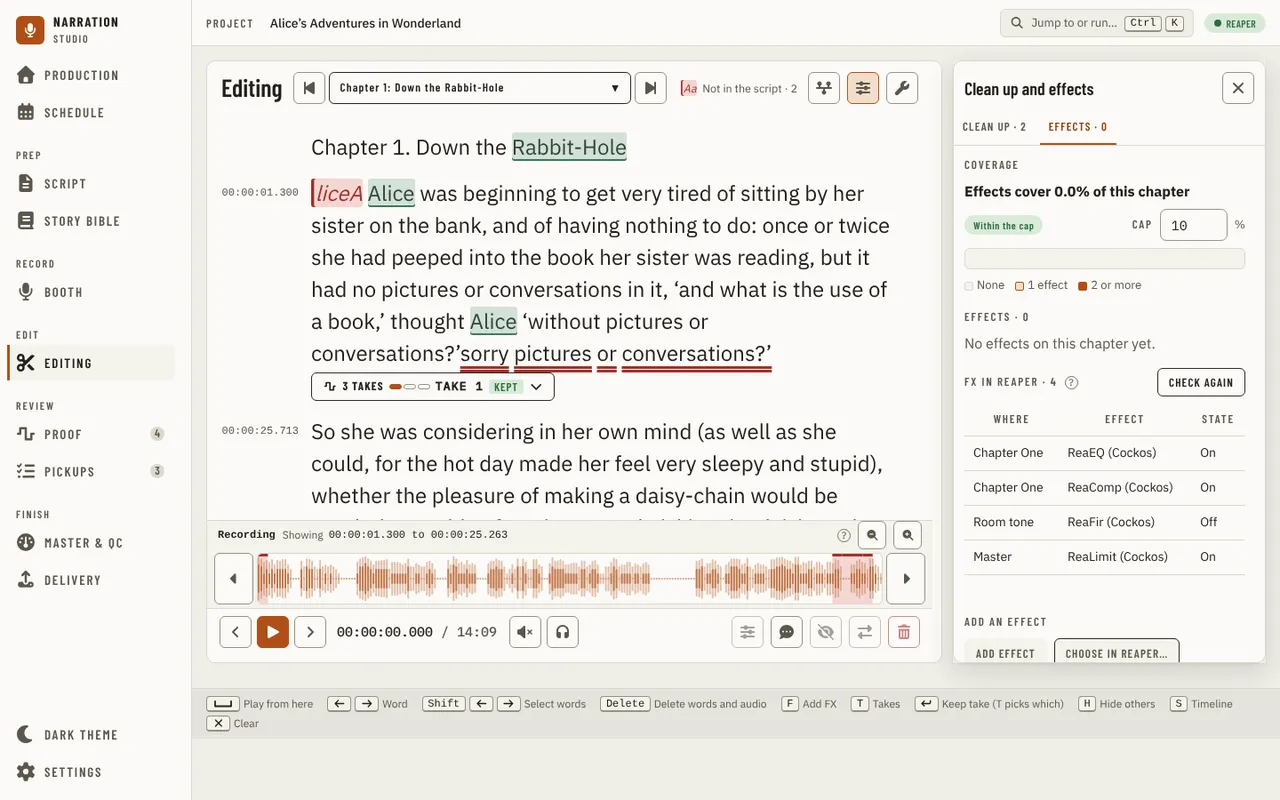 NARRATION
STUDIO
PRODUCTION
SCHEDULE
PREP
SCRIPT
STORY BIBLE
RECORD
BOOTH
EDIT
EDITING
REVIEW
PROOF 4
PICKUPS 3
FINISH
MASTER & QC
DELIVERY
DARK THEME
SETTINGS
PROJECT Alice's Adventures in Wonderland
Jump to or run... Ctrl K
REAPER
Editing
Chapter 1: Down the Rabbit-Hole
Aa Not in the script · 2
Chapter 1. Down the Rabbit-Hole
00:00:01.300 liceA Alice was beginning to get very tired of sitting by her
sister on the bank, and of having nothing to do: once or twice
she had peeped into the book her sister was reading, but it
had no pictures or conversations in it, ‘and what is the use of
a book,’ thought Alice ‘without pictures or
conversations?’sorry pictures or conversations?’
3 TAKES TAKE 1 KEPT
00:00:25.713 So she was considering in her own mind (as well as she
could, for the hot day made her feel very sleepy and stupid),
whether the pleasure of making a daisy-chain would be
Recording Showing 00:00:01.300 to 00:00:25.263 ?
00:00:00.000 / 14:09
Clean up and effects
CLEAN UP · 2 EFFECTS · 0
COVERAGE
Effects cover 0.0% of this chapter
Within the cap CAP 10 %
None 1 effect 2 or more
EFFECTS · 0
No effects on this chapter yet.
FX IN REAPER · 4 ? CHECK AGAIN
WHERE EFFECT STATE
Chapter One ReaEQ (Cockos) On
Chapter One ReaComp (Cockos) On
Room tone ReaFir (Cockos) Off
Master ReaLimit (Cockos) On
ADD AN EFFECT
ADD EFFECT CHOOSE IN REAPER...
Play from here Word Shift Select words Delete Delete words and audio F Add FX T Takes Keep take (T picks which) H Hide others S Timeline
Clear